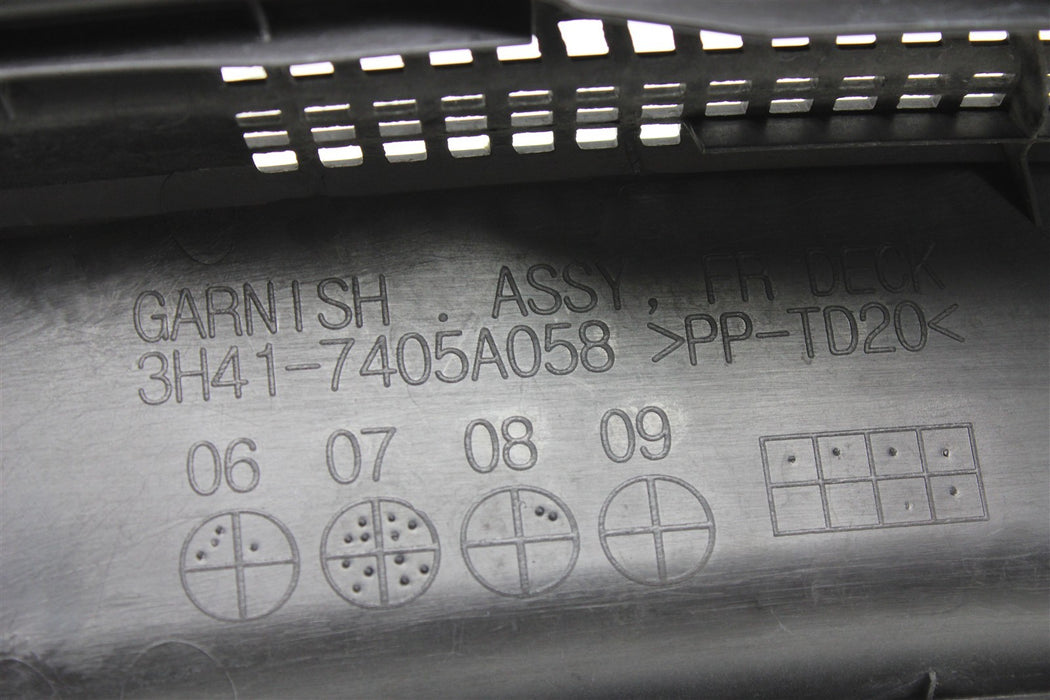 GARNISH . ASSY, FR DECK
3H41-7405A058 >PP-TD20<
06 07 08 09